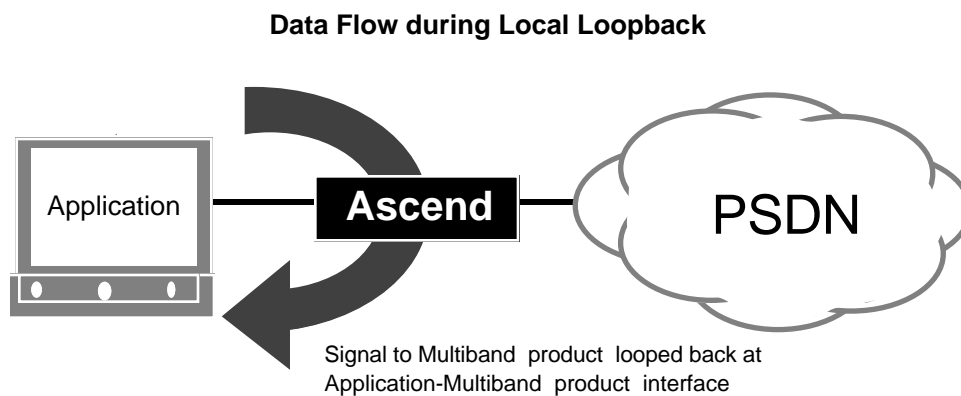 Data Flow during Local Loopback
Application
Ascend
PSDN
Signal to Multiband product looped back at
Application-Multiband product interface